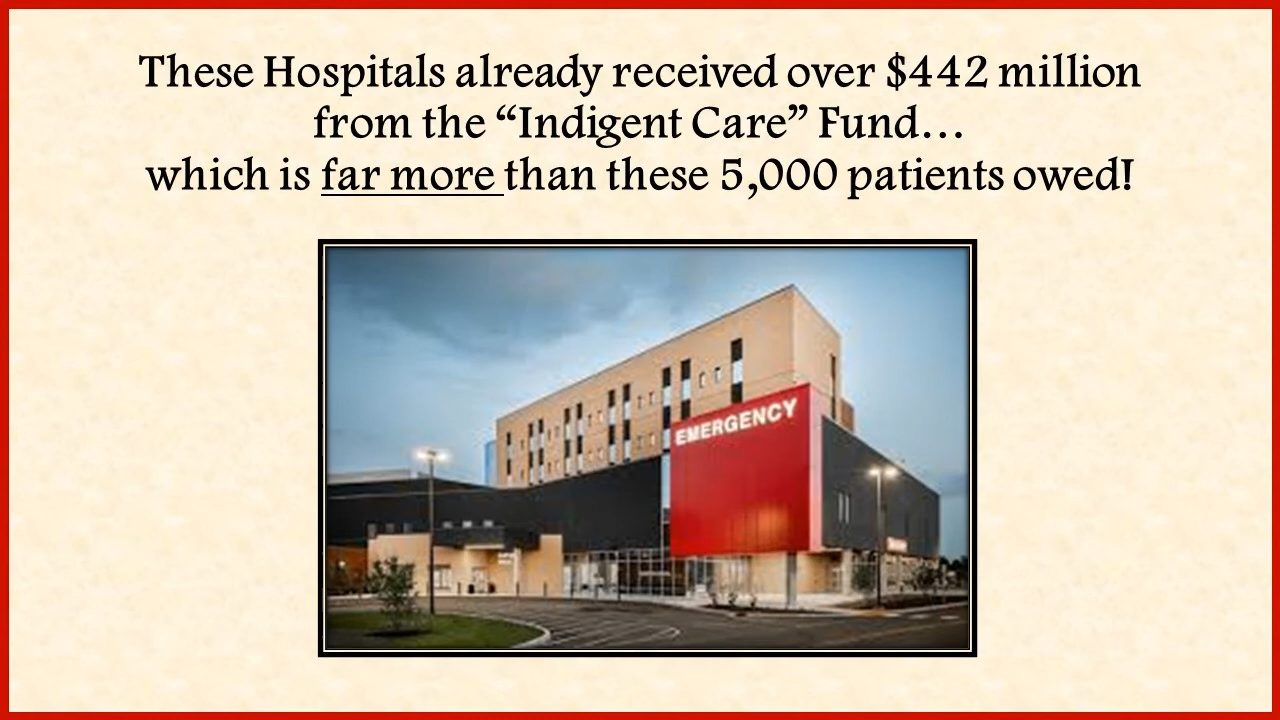 These Hospitals already received over $442 million
from the “Indigent Care” Fund…
which is far more than these 5,000 patients owed!
EMERGENCY